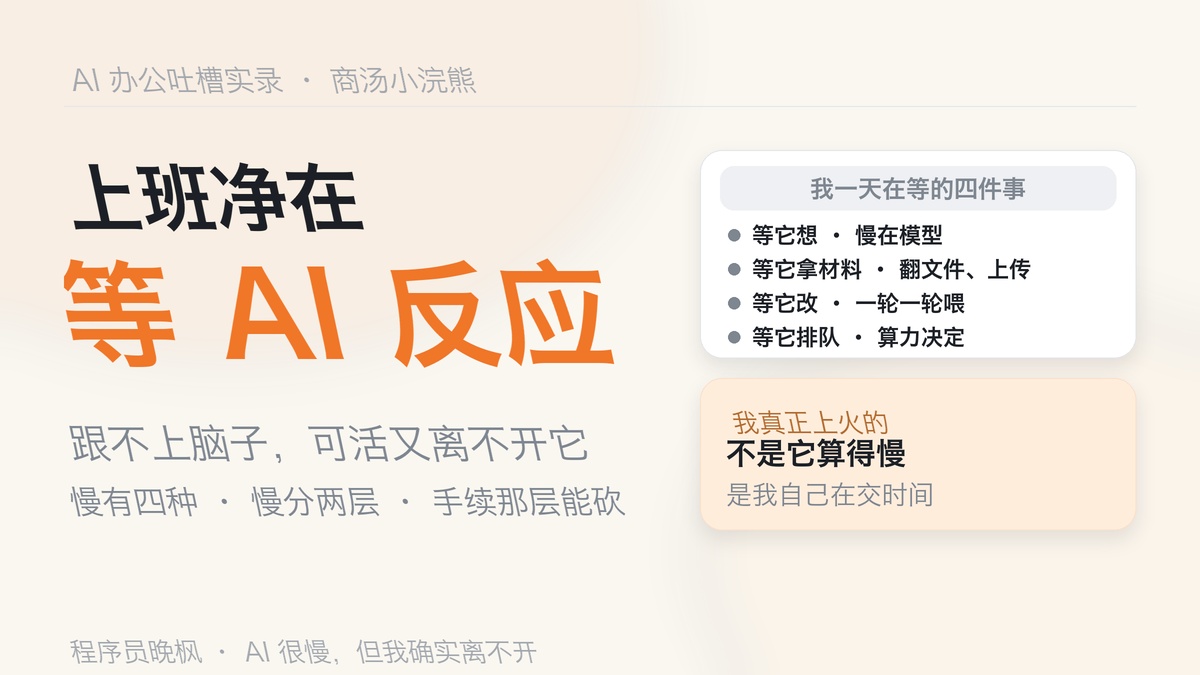 AI 办公吐槽实录 · 商汤小浣熊
上班净在
等 AI 反应
跟不上脑子，可活又离不开它
慢有四种 · 慢分两层 · 手续那层能砍
我一天在等的四件事
等它想 · 慢在模型
等它拿材料 · 翻文件、上传
等它改 · 一轮一轮喂
等它排队 · 算力决定
我真正上火的
不是它算得慢
是我自己在交时间
程序员晚枫 · AI 很慢，但我确实离不开